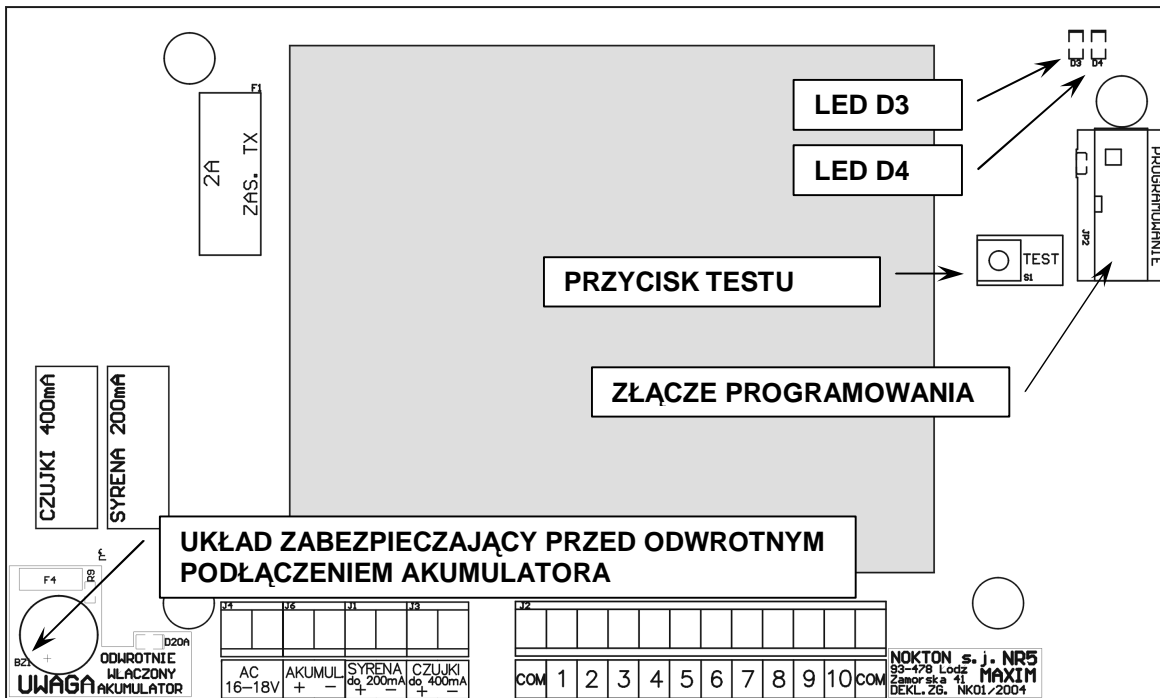 D3 D4
LED D3
LED D4
F1
2A
ZAS. TX
PROGRAMOWANIE
JP2
TEST
S1
PRZYCISK TESTU
ZŁĄCZE PROGRAMOWANIA
CZUJKI 400mA
SYRENA 200mA
UKŁAD ZABEZPIECZAJĄCY PRZED ODWROTNYM
PODŁĄCZENIEM AKUMULATORA
F4
R9
BZ1
+
D20A
ODWROTNIE
WLACZONY
UWAGA AKUMULATOR
J4 J6 J1 J3
AC
16-18V
AKUMUL.
+ -
SYRENA
do 200mA
+ -
CZUJKI
do 400mA
+ -
J2
COM 1 2 3 4 5 6 7 8 9 10 COM
NOKTON s.j. NR5
93-478 Lodz
Zamorska 41 MAXIM
DEKL.ZG. NK01/2004